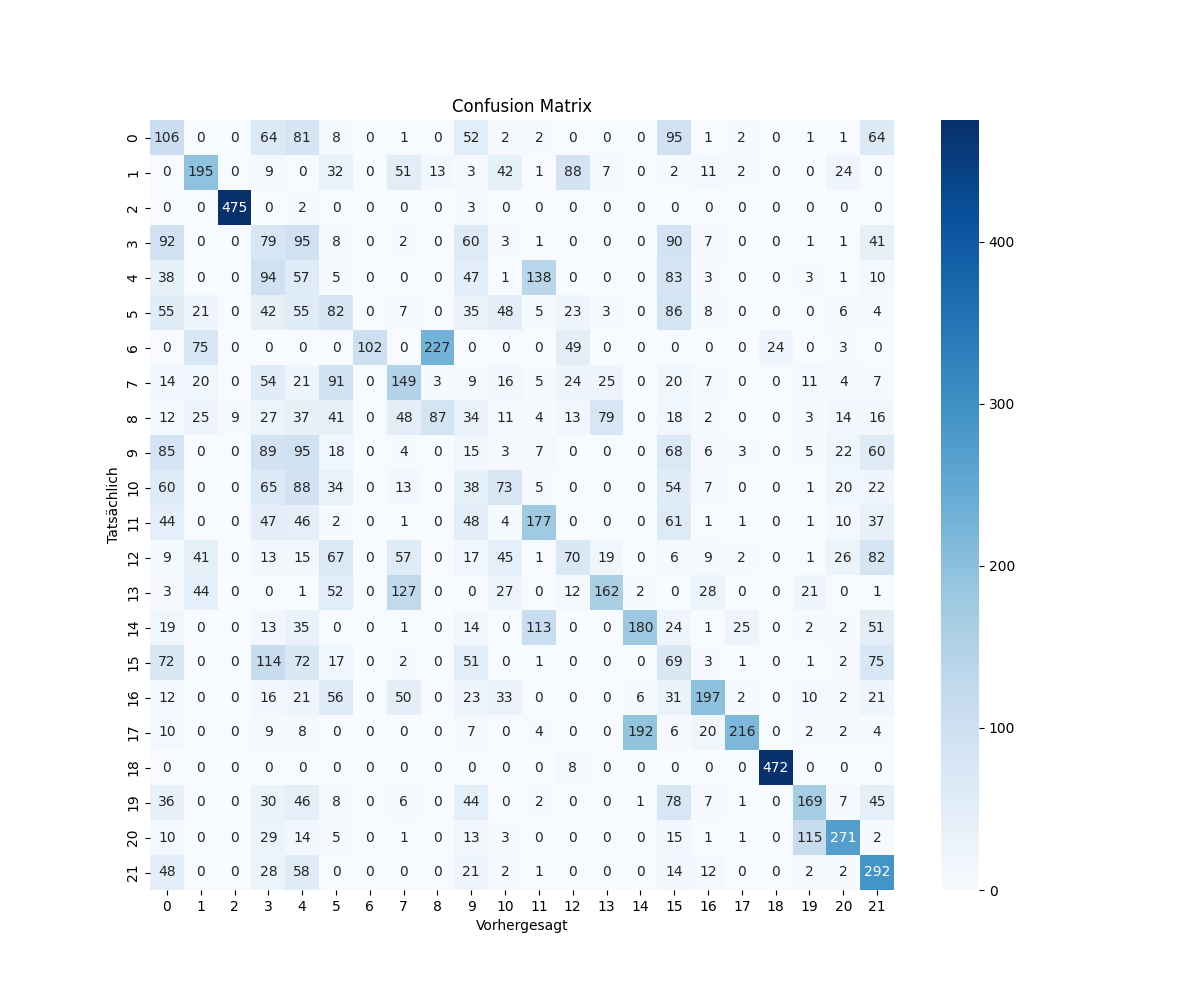 Confusion Matrix
0 106 0 0 64 81 8 0 1 0 52 2 2 0 0 0 95 1 2 0 1 1 64
1 0 195 0 9 0 32 0 51 13 3 42 1 88 7 0 2 11 2 0 0 24 0
2 0 0 475 0 2 0 0 0 0 3 0 0 0 0 0 0 0 0 0 0 0 0
3 92 0 0 79 95 8 0 2 0 60 3 1 0 0 0 90 7 0 0 1 1 41
400
4 38 0 0 94 57 5 0 0 0 47 1 138 0 0 0 83 3 0 0 3 1 10
5 55 21 0 42 55 82 0 7 0 35 48 5 23 3 0 86 8 0 0 0 6 4
6 0 75 0 0 0 0 102 0 227 0 0 0 49 0 0 0 0 0 24 0 3 0
7 14 20 0 54 21 91 0 149 3 9 16 5 24 25 0 20 7 0 0 11 4 7
300
8 12 25 9 27 37 41 0 48 87 34 11 4 13 79 0 18 2 0 0 3 14 16
9 85 0 0 89 95 18 0 4 0 15 3 7 0 0 0 68 6 3 0 5 22 60
Tatsächlich
10 60 0 0 65 88 34 0 13 0 38 73 5 0 0 0 54 7 0 0 1 20 22
11 44 0 0 47 46 2 0 1 0 48 4 177 0 0 0 61 1 1 0 1 10 37
12 9 41 0 13 15 67 0 57 0 17 45 1 70 19 0 6 9 2 0 1 26 82
200
13 3 44 0 0 1 52 0 127 0 0 27 0 12 162 2 0 28 0 0 21 0 1
14 19 0 0 13 35 0 0 1 0 14 0 113 0 0 180 24 1 25 0 2 2 51
15 72 0 0 114 72 17 0 2 0 51 0 1 0 0 0 69 3 1 0 1 2 75
16 12 0 0 16 21 56 0 50 0 23 33 0 0 0 6 31 197 2 0 10 2 21
100
17 10 0 0 9 8 0 0 0 0 7 0 4 0 0 192 6 20 216 0 2 2 4
18 0 0 0 0 0 0 0 0 0 0 0 0 8 0 0 0 0 0 472 0 0 0
19 36 0 0 30 46 8 0 6 0 44 0 2 0 0 1 78 7 1 0 169 7 45
20 10 0 0 29 14 5 0 1 0 13 3 0 0 0 0 15 1 1 0 115 271 2
21 48 0 0 28 58 0 0 0 0 21 2 1 0 0 0 14 12 0 0 2 2 292
0
0 1 2 3 4 5 6 7 8 9 10 11 12 13 14 15 16 17 18 19 20 21
Vorhergesagt